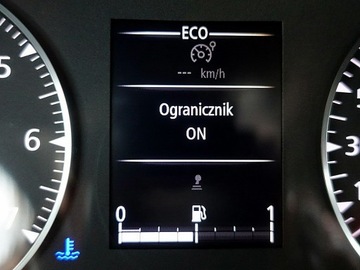 ECO
--- km/h
Ogranicznik
ON
0 1
5
6
7
3